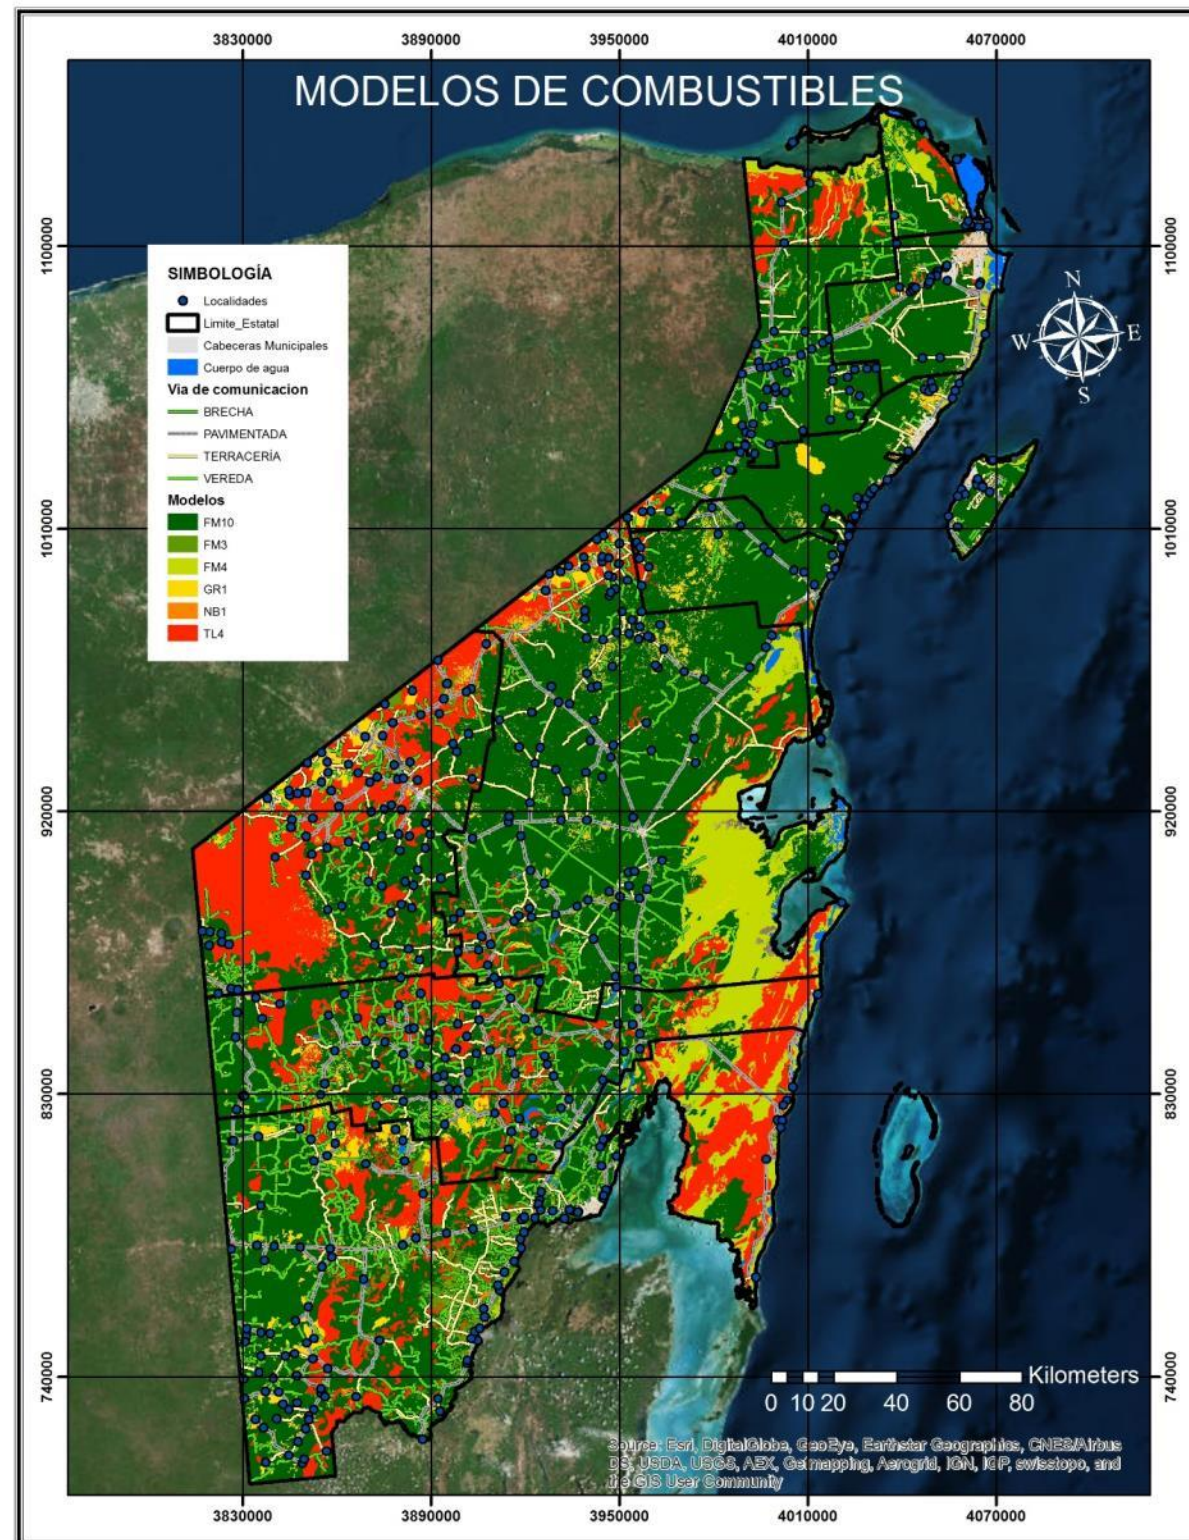 3830000 3890000 3950000 4010000 4070000
MODELOS DE COMBUSTIBLES
1100000 1100000
SIMBOLOGÍA
Localidades
Limite_Estatal
Cabeceras Municipales
Cuerpo de agua
Via de comunicacion
BRECHA
PAVIMENTADA
TERRACERÍA
VEREDA
Modelos
FM10
FM3
FM4
GR1
NB1
TL4
N
W E
S
1010000 1010000
920000 920000
830000 830000
740000 740000
Kilometers
0 10 20 40 60 80
Source: Esri, DigitalGlobe, GeoEye, Earthstar Geographics, CNES/Airbus
DS, USDA, USGS, AEX, Getmapping, Aerogrid, IGN, IGP, swisstopo, and
the GIS User Community
3830000 3890000 3950000 4010000 4070000